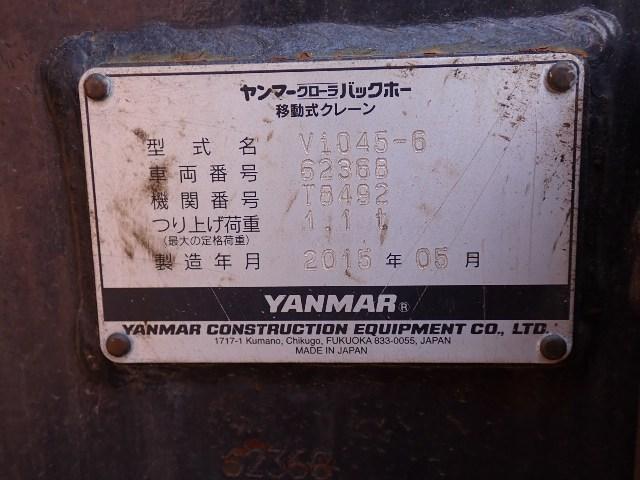 ヤンマークローラバックホー
移動式クレーン
型式名 ViO45-6
車両番号 62368
機関番号 T8492
つり上げ荷重 1.1t
(最大の定格荷重)
製造年月 2015年05月
YANMAR®
YANMAR CONSTRUCTION EQUIPMENT CO., LTD.
1717-1 Kumano, Chikugo, FUKUOKA 833-0055, JAPAN
MADE IN JAPAN
62368